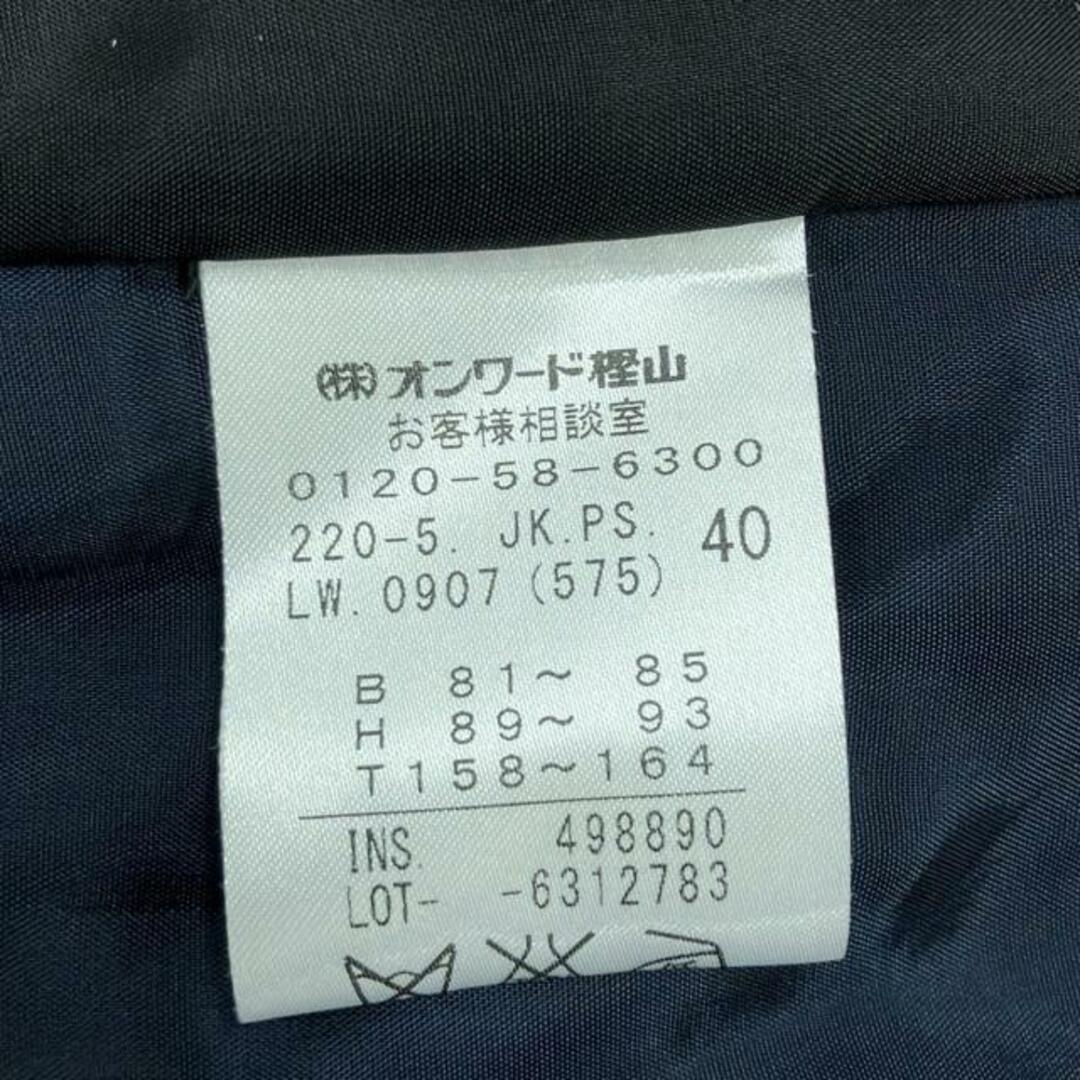 (株)オンワード樫山
お客様相談室
0120-58-6300
220-5. JK.PS. 40
LW. 0907 (575)
B 81～ 85
H 89～ 93
T158～164
INS. 498890
LOT- -6312783